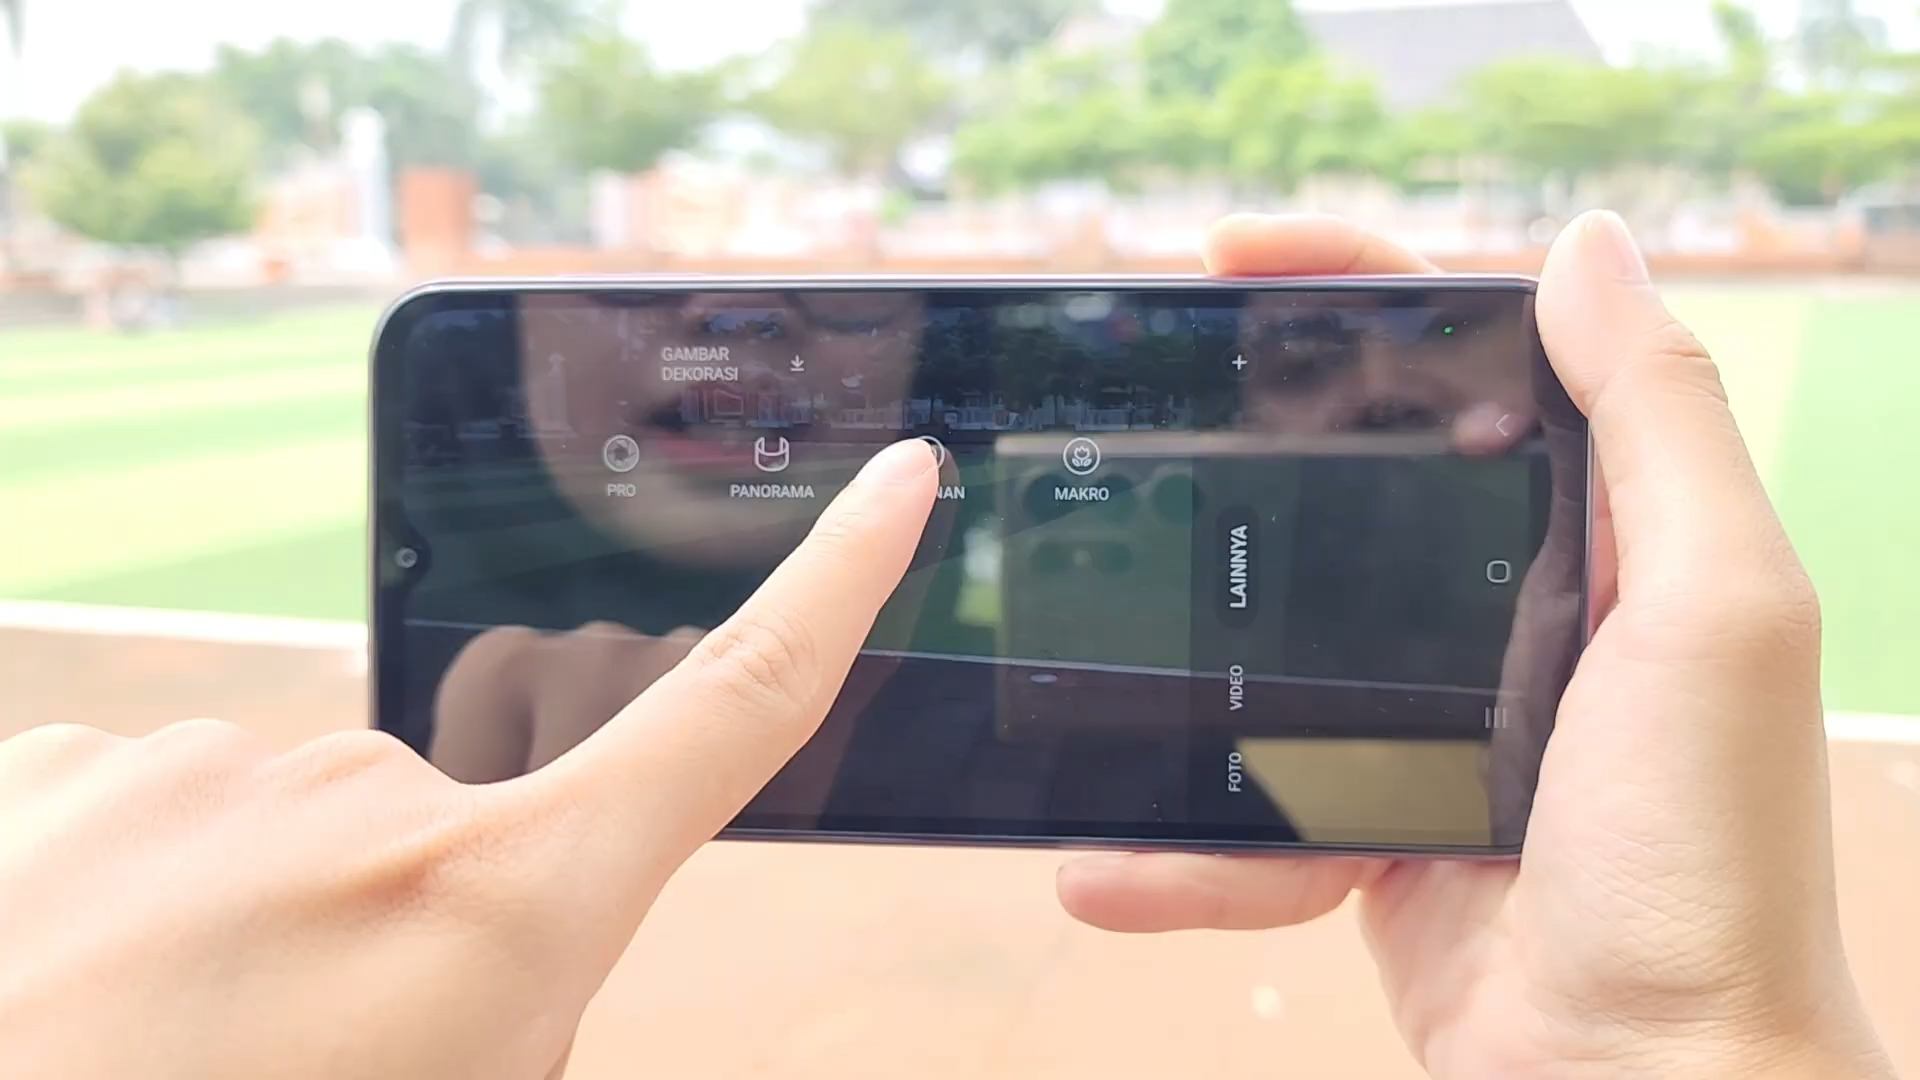 GAMBAR
DEKORASI
PRO
PANORAMA
MAKRO
LAINNYA
VIDEO
FOTO